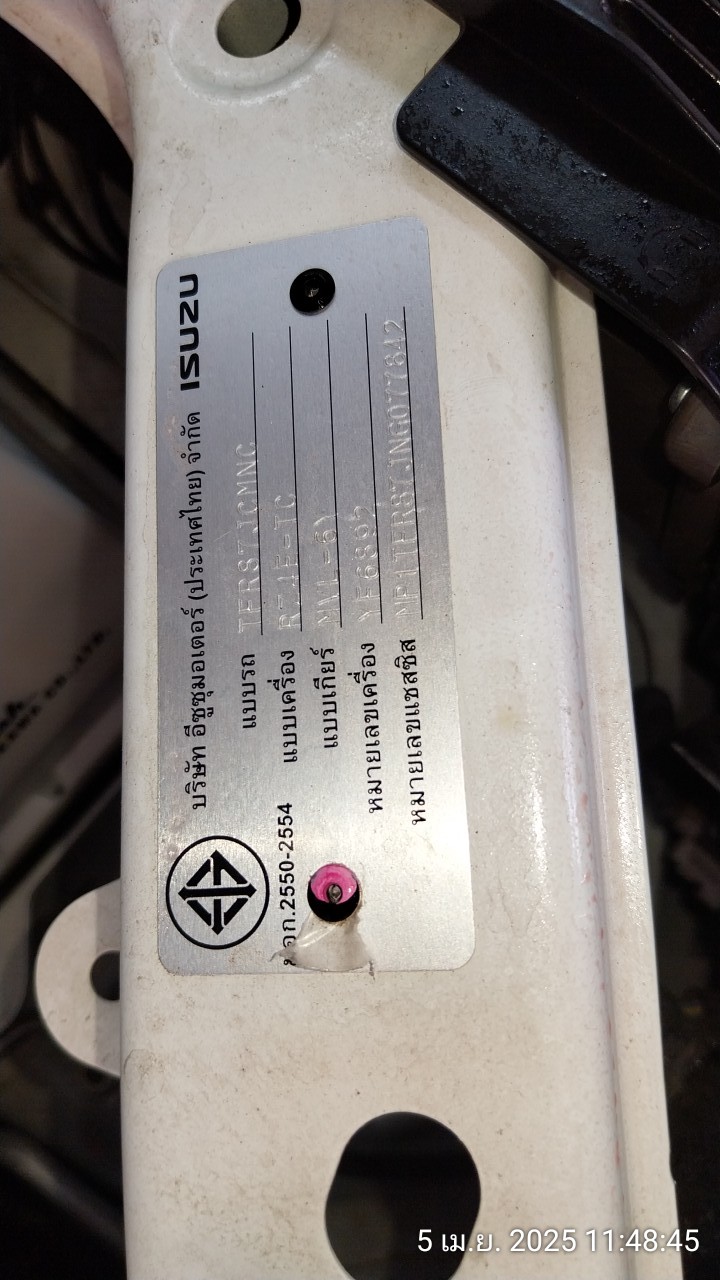 บริษัท อีซูซุมอเตอร์ (ประเทศไทย) จำกัด ISUZU
แบบรถ TFR87JCMNC
แบบเครื่อง RZ4E-TC
แบบเกียร์
หมายเลขเครื่อง
หมายเลขแชสซิส MP1TFR87JNG077642
มอก.2550-2554
5 เม.ย. 2025 11:48:45